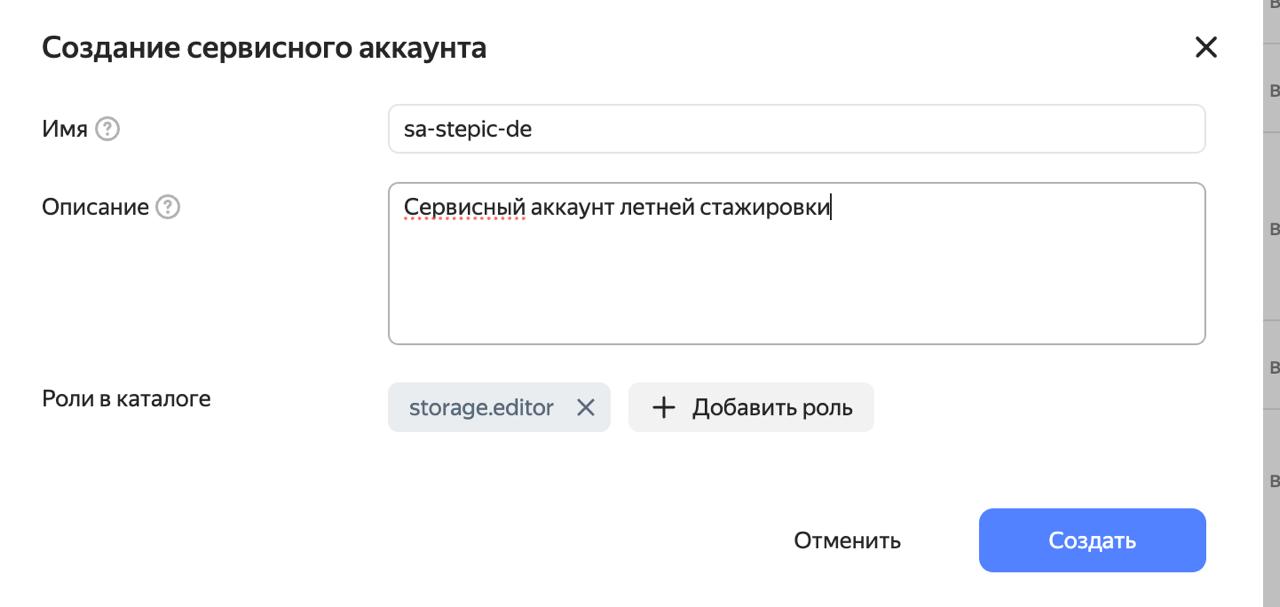 Создание сервисного аккаунта
Имя
sa-stepic-de
Описание
Сервисный аккаунт летней стажировки
Роли в каталоге
storage.editor
Добавить роль
Отменить
Создать